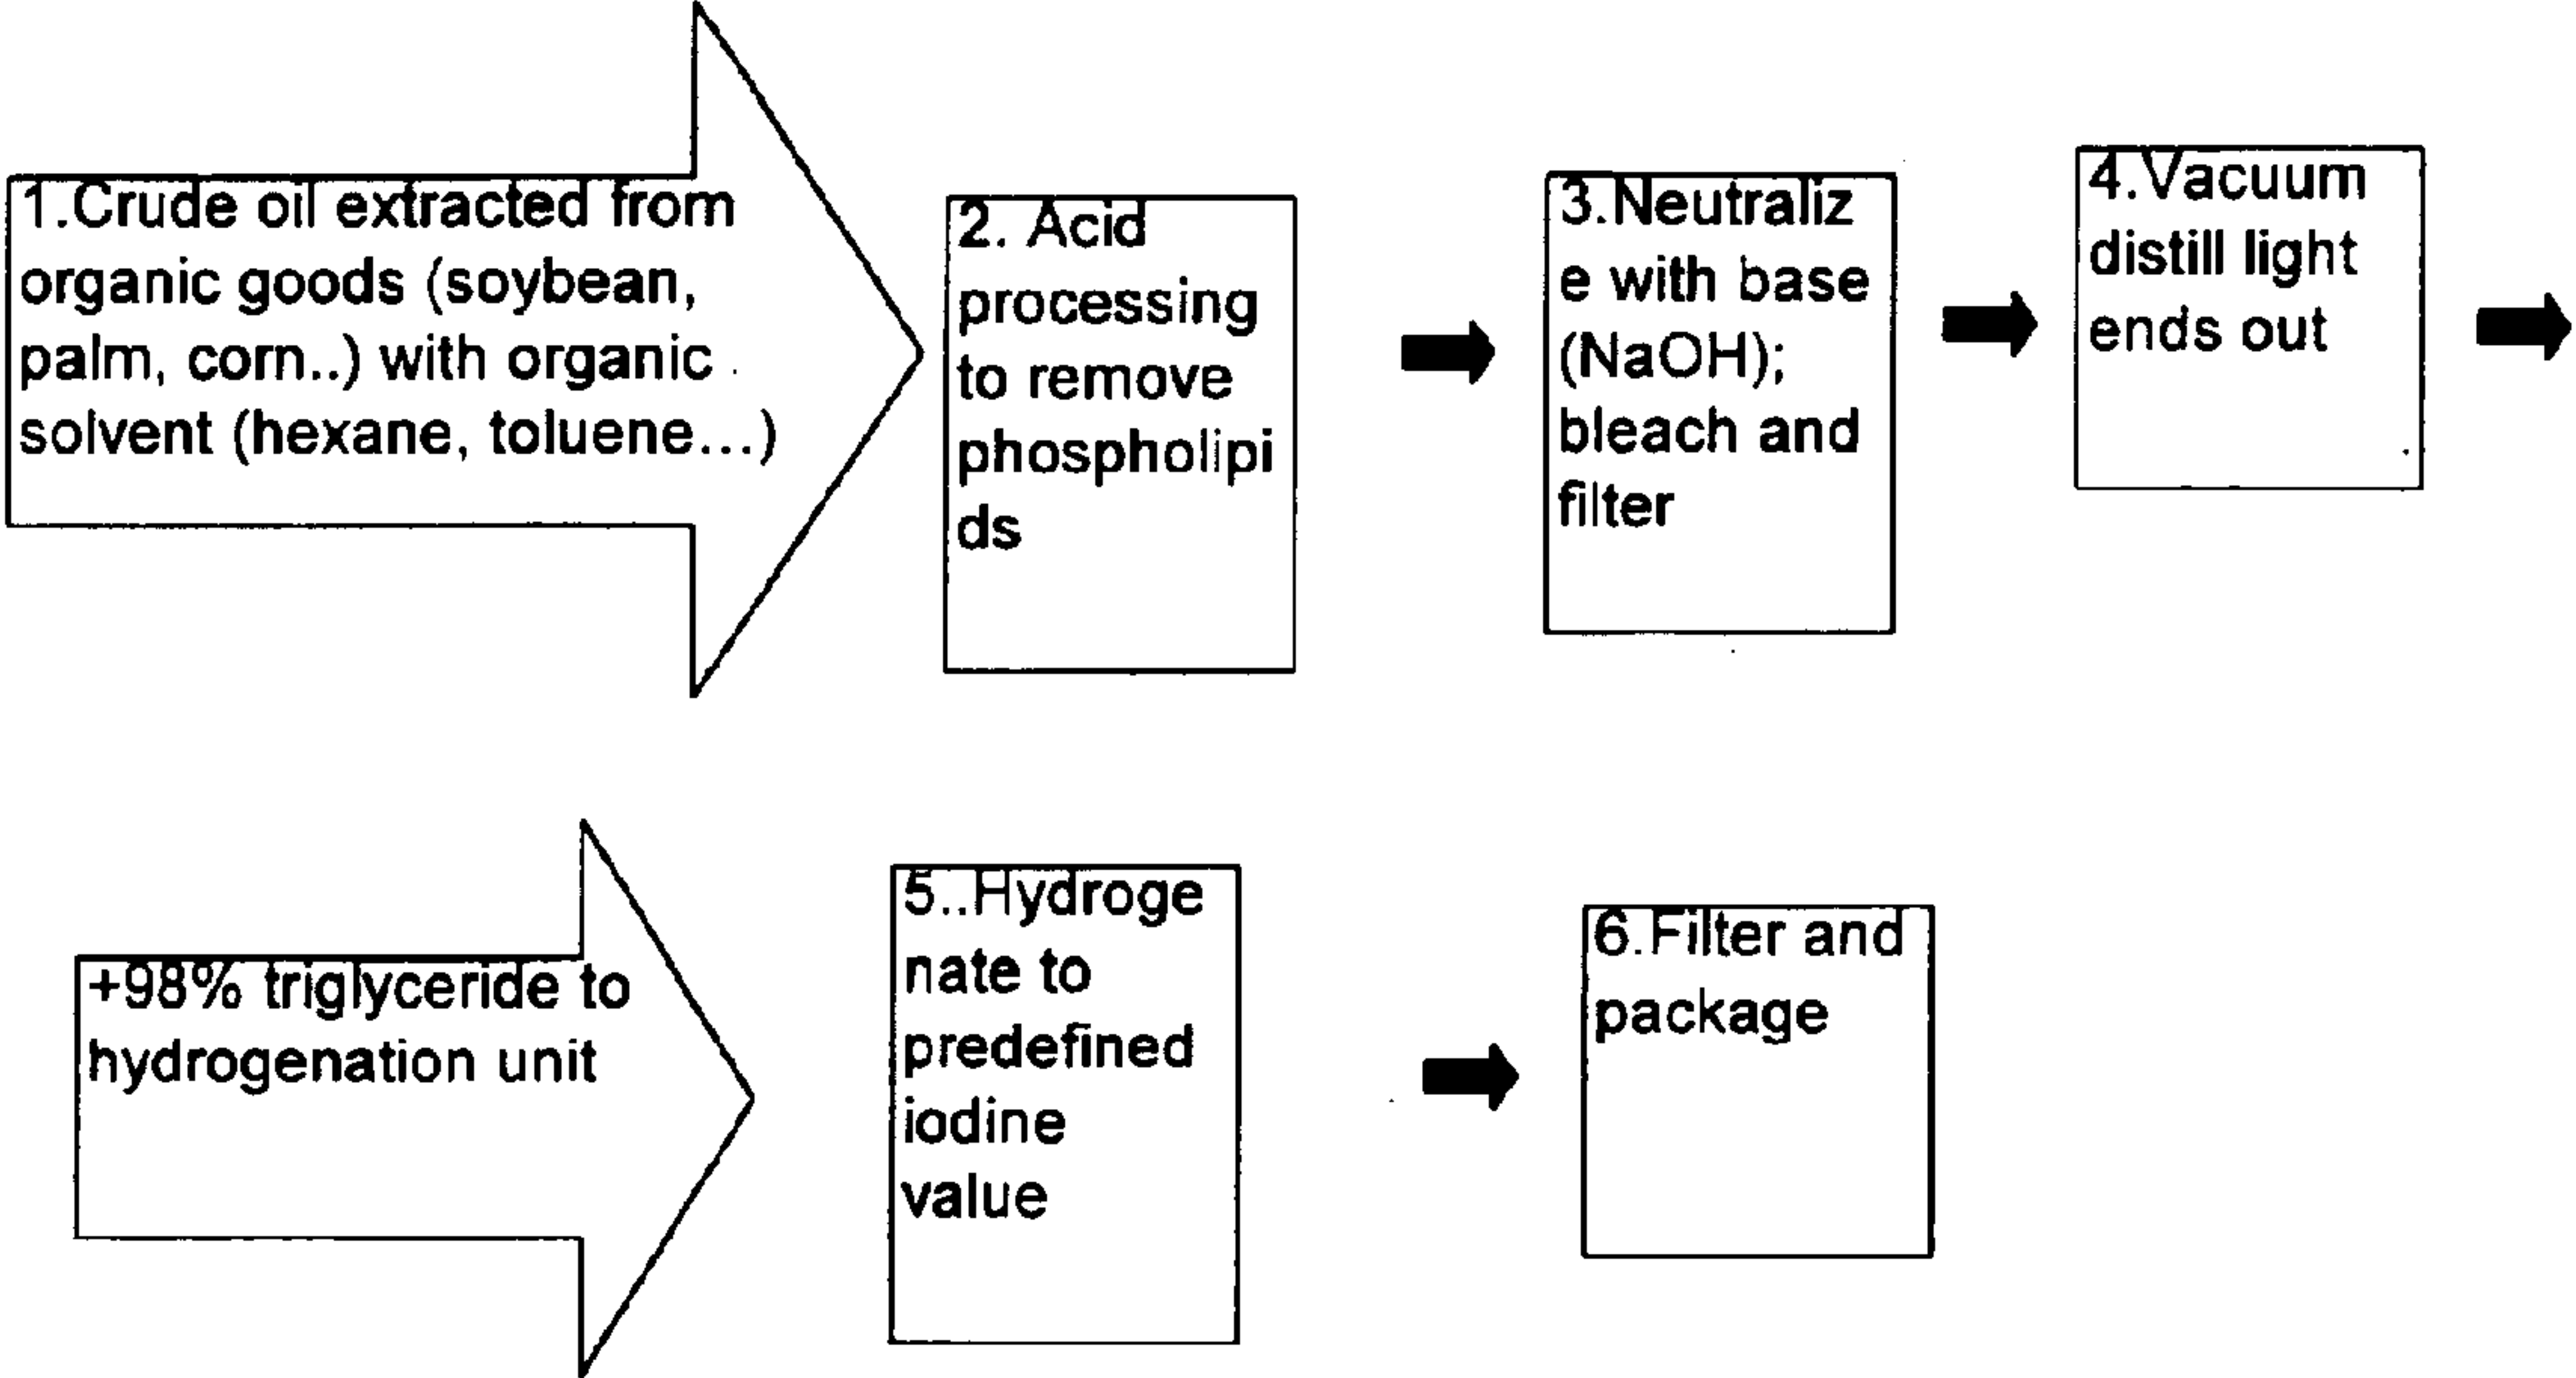 1.Crude oil extracted from
organic goods (soybean,
palm, corn..) with organic
solvent (hexane, toluene...)
2. Acid
processing
to remove
phospholipi
ds
3.Neutraliz
e with base
(NaOH);
bleach and
filter
4.Vacuum
distill light
ends out
+98% triglyceride to
hydrogenation unit
5..Hydroge
nate to
predefined
iodine
value
6.Filter and
package